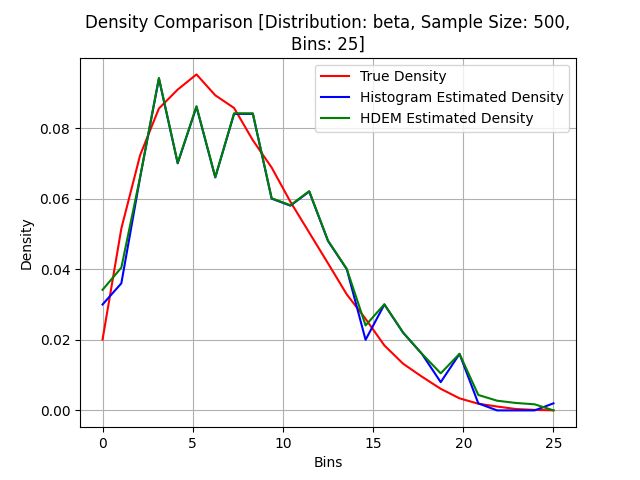 Density Comparison [Distribution: beta, Sample Size: 500,
Bins: 25]
True Density
Histogram Estimated Density
HDEM Estimated Density
Density
0.08
0.06
0.04
0.02
0.00
0 5 10 15 20 25
Bins